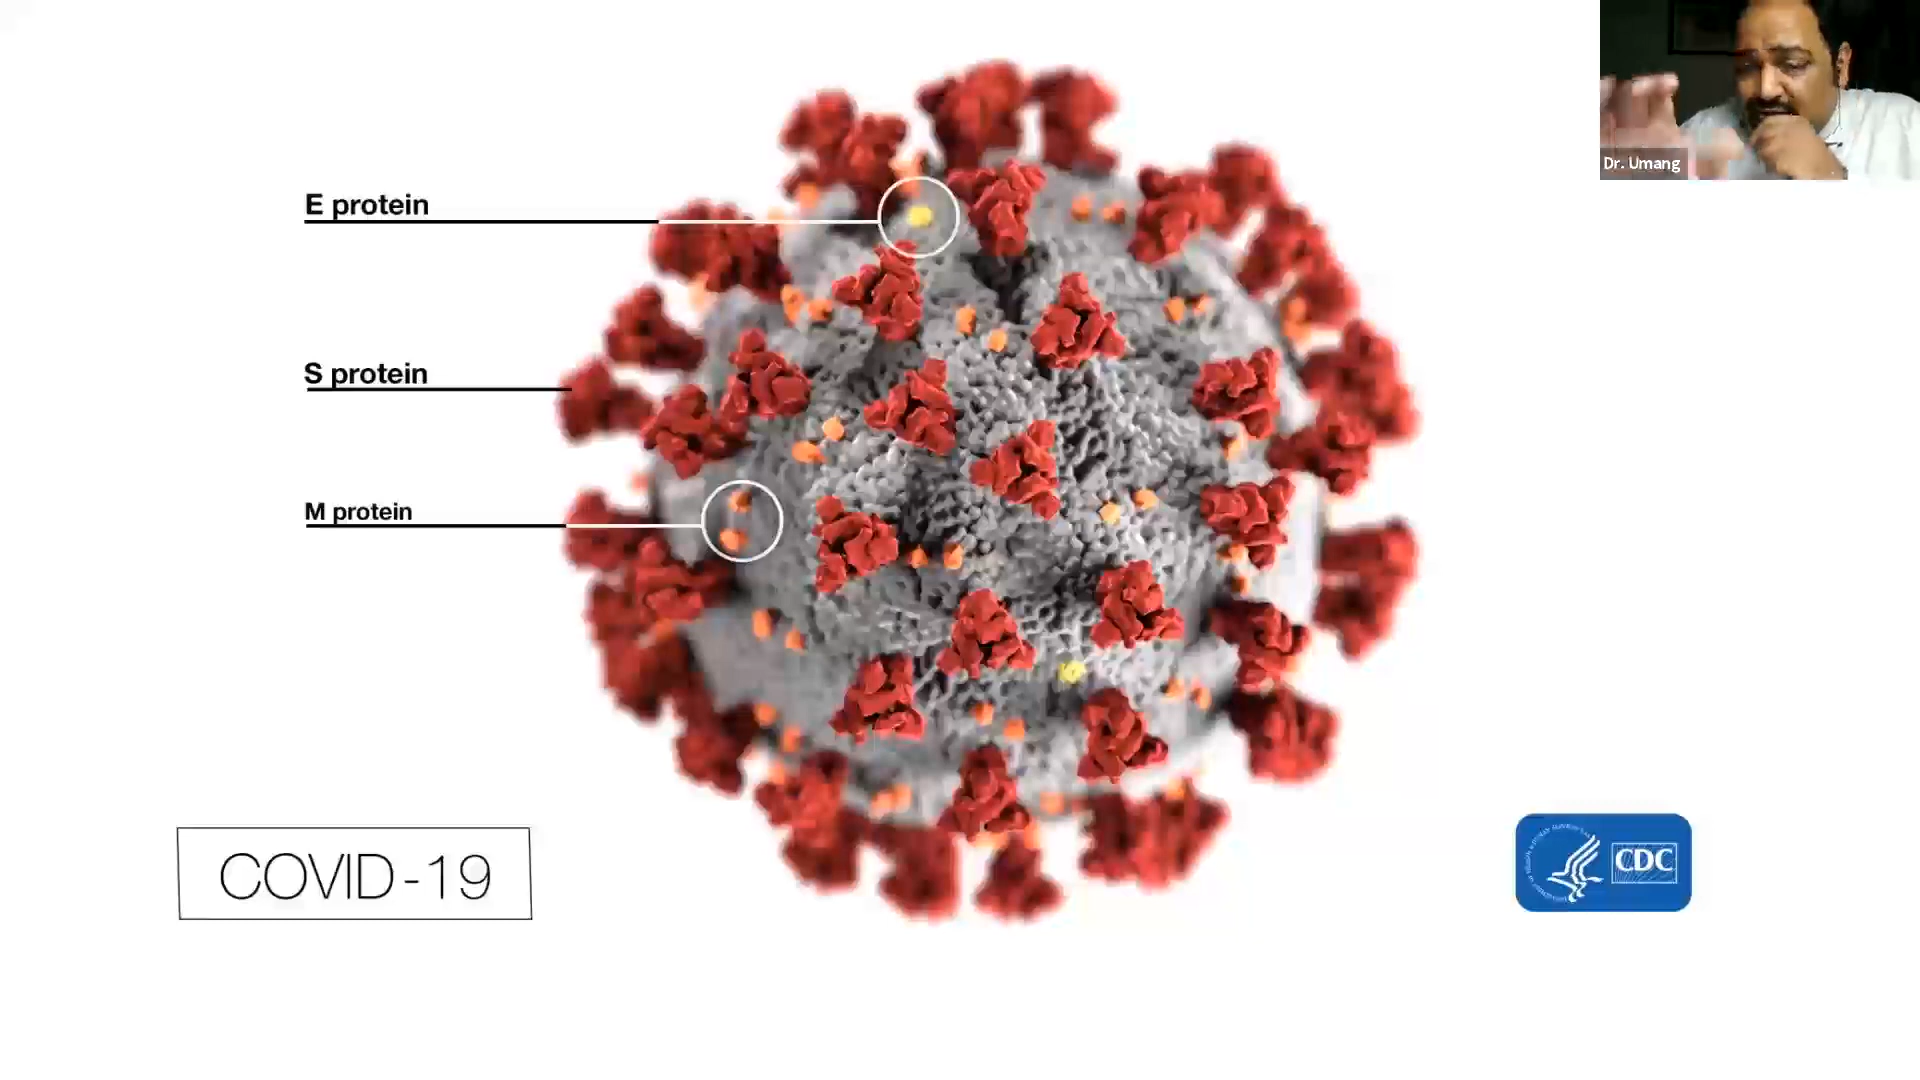 Dr. Umang
E protein
S protein
M protein
COVID-19
CDC